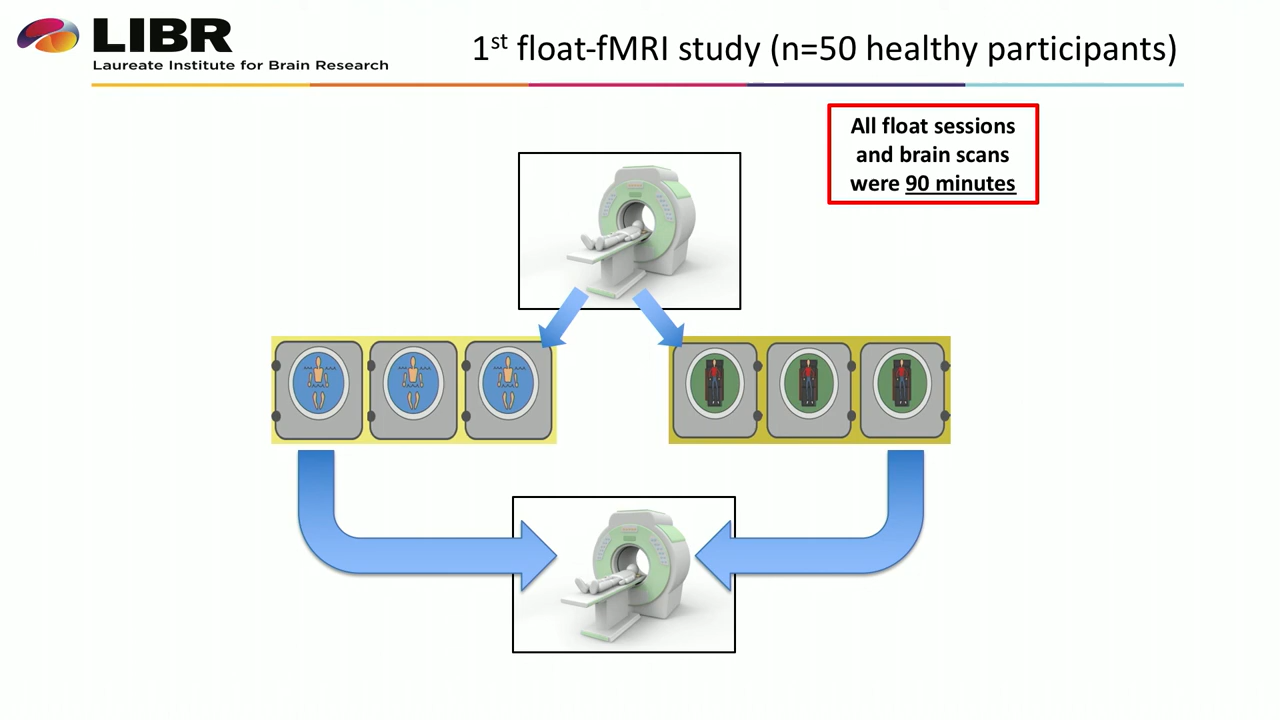 LIBR
Laureate Institute for Brain Research
1st float-fMRI study (n=50 healthy participants)
All float sessions
and brain scans
were 90 minutes